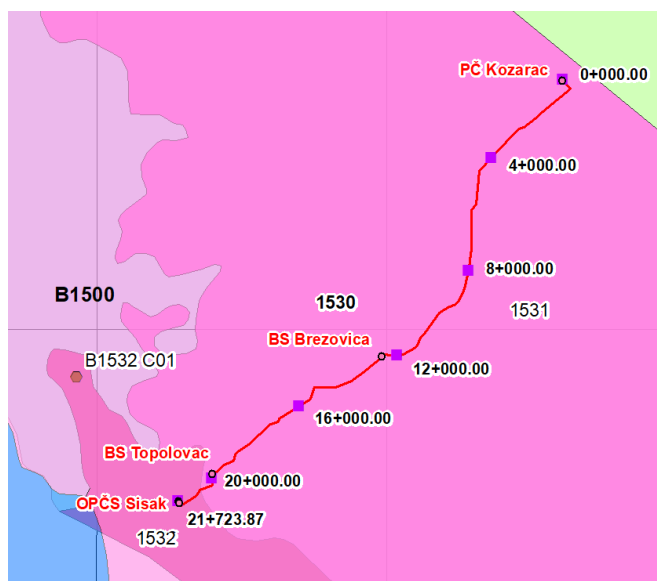 PČ Kozarac
0+000.00
4+000.00
8+000.00
B1500
1530
1531
BS Brezovica
B1532 C01
12+000.00
16+000.00
BS Topolovac
20+000.00
OPČS Sisak
21+723.87
1532